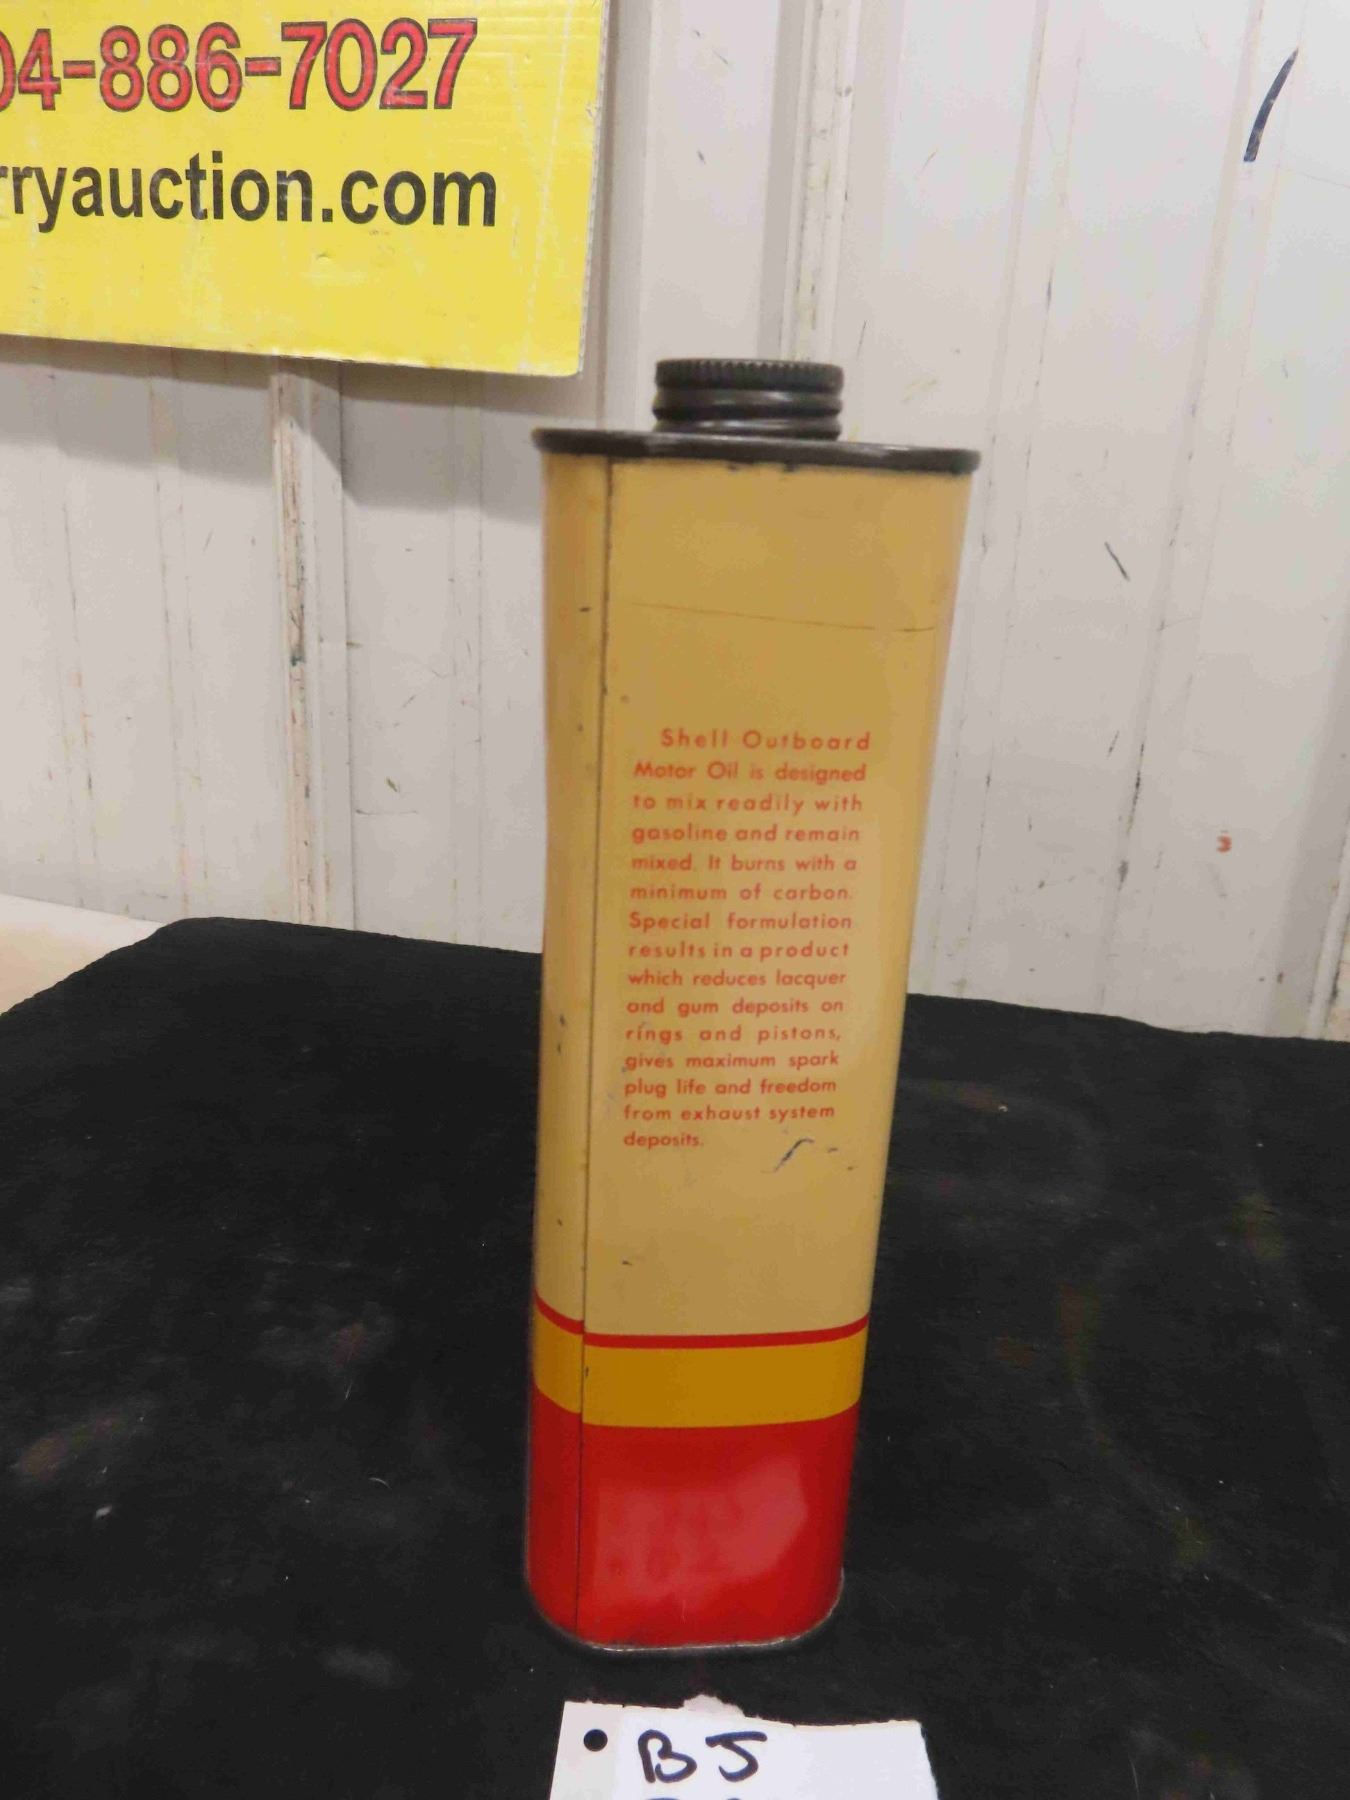 04-886-7027
rryauction.com
Shell Outboard
Motor Oil is designed
to mix readily with
gasoline and remain
mixed. It burns with a
minimum of carbon.
Special formulation
results in a product
which reduces lacquer
and gum deposits on
rings and pistons,
gives maximum spark
plug life and freedom
from exhaust system
deposits.
BJ